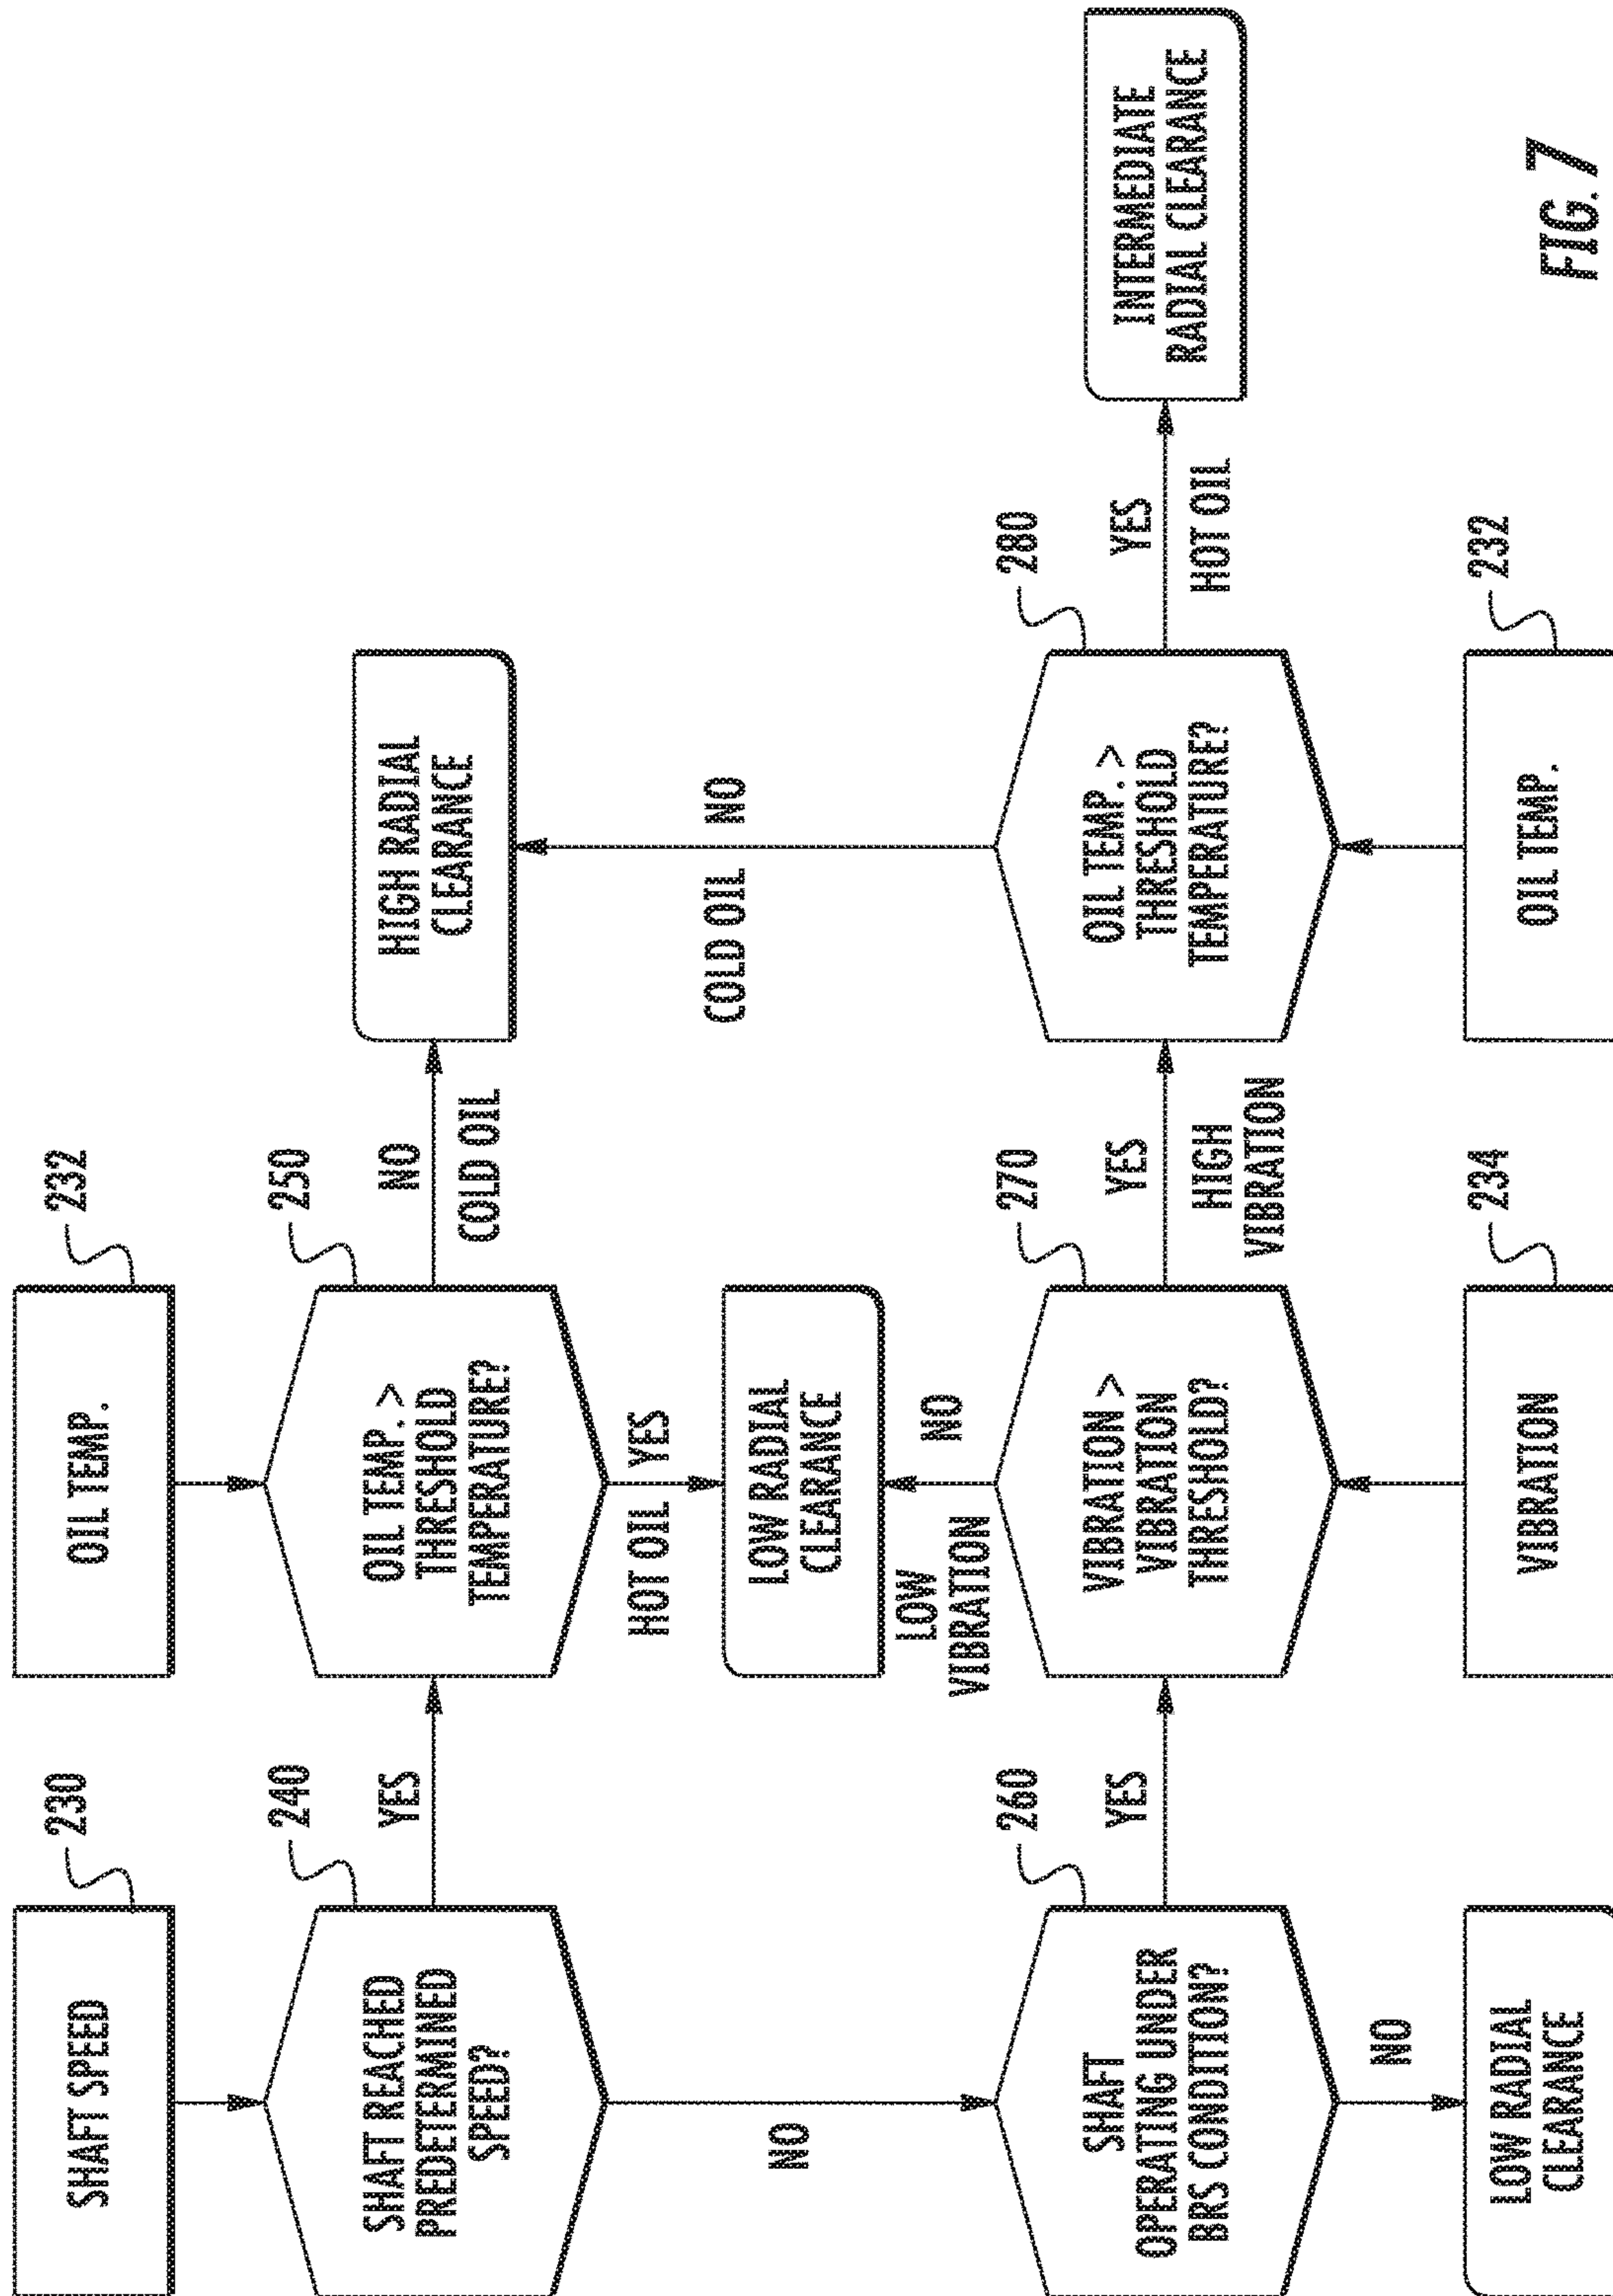 SHAFT SPEED
230
OIL TEMP.
232
SHAFT REACHED
PREDETERMINED
SPEED?
240
YES
OIL TEMP. >
THRESHOLD
TEMPERATURE?
250
NO
COLD OIL
HIGH RADIAL
CLEARANCE
HOT OIL
YES
LOW RADIAL
CLEARANCE
NO
COLD OIL
NO
LOW
VIBRATION
NO
SHAFT
OPERATING UNDER
BRS CONDITION?
260
YES
VIBRATION >
VIBRATION
THRESHOLD?
270
YES
HIGH
VIBRATION
OIL TEMP. >
THRESHOLD
TEMPERATURE?
280
YES
HOT OIL
INTERMEDIATE
RADIAL CLEARANCE
NO
LOW RADIAL
CLEARANCE
VIBRATION
234
OIL TEMP.
232
FIG. 7